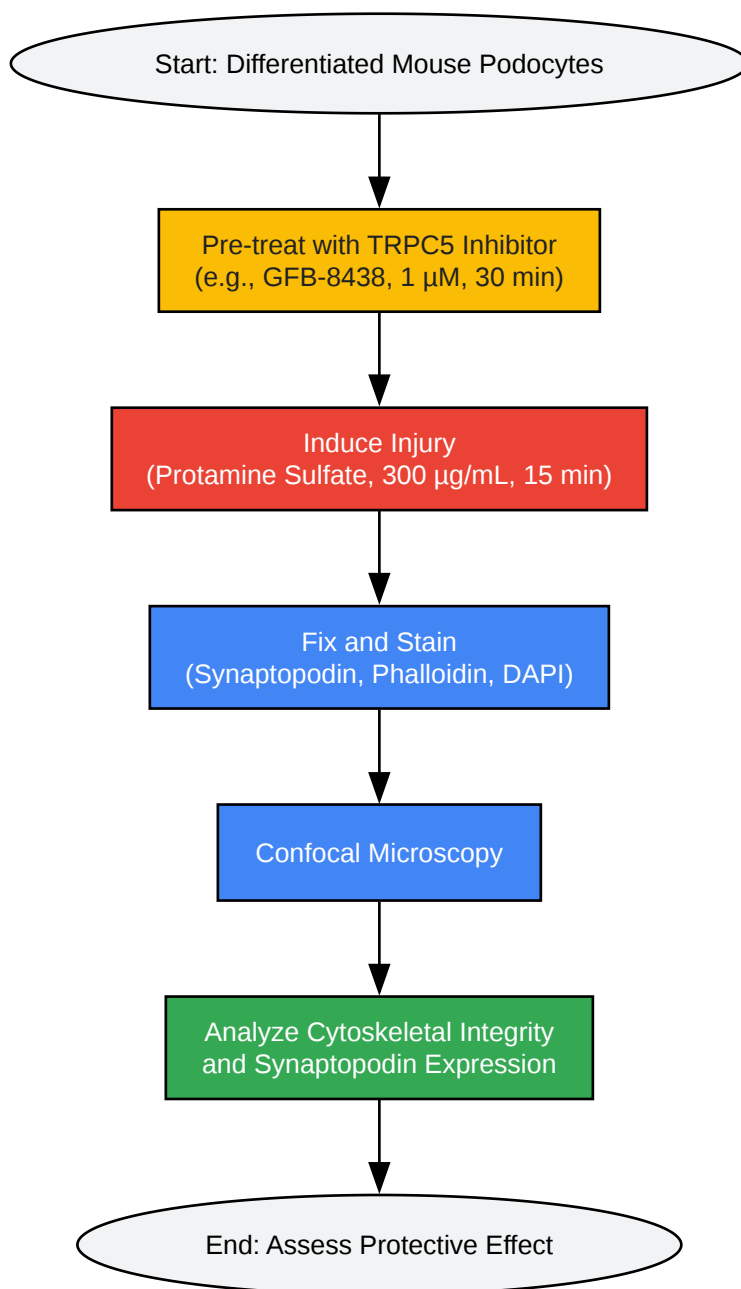 Start: Differentiated Mouse Podocytes
Pre-treat with TRPC5 Inhibitor
(e.g., GFB-8438, 1 µM, 30 min)
Induce Injury
(Protamine Sulfate, 300 µg/mL, 15 min)
Fix and Stain
(Synaptopodin, Phalloidin, DAPI)
Confocal Microscopy
Analyze Cytoskeletal Integrity
and Synaptopodin Expression
End: Assess Protective Effect